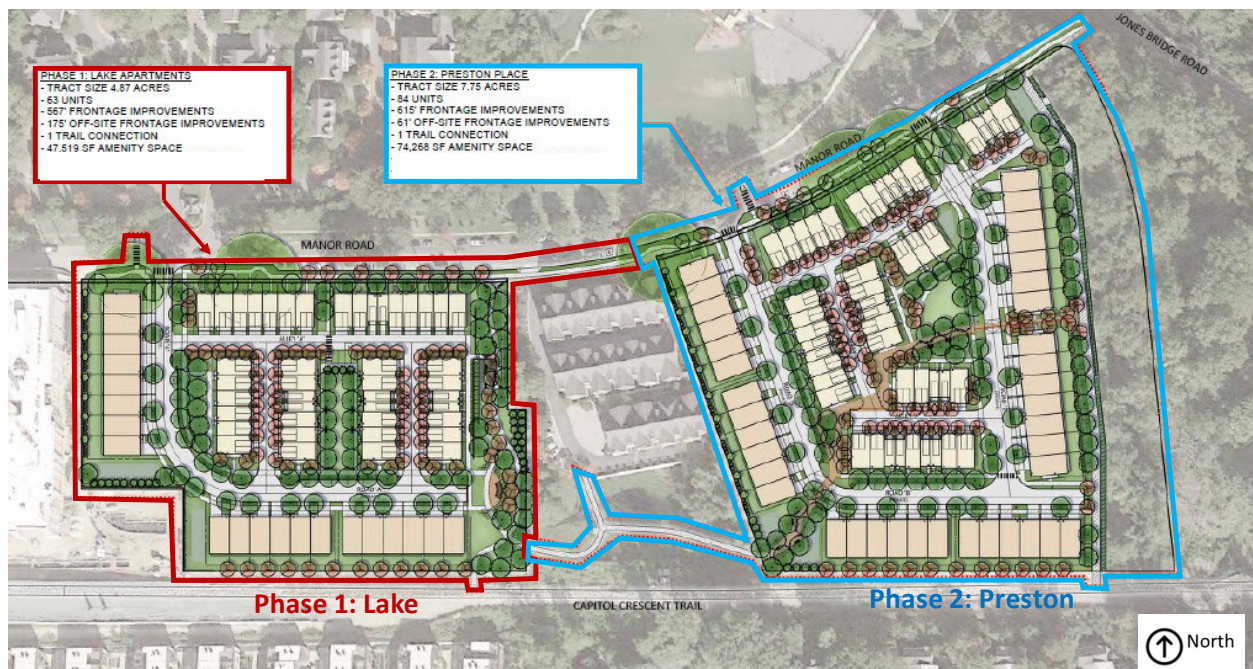 JONES BRIDGE ROAD
PHASE 1: LAKE APARTMENTS
- TRACT SIZE 4.87 ACRES
- 63 UNITS
- 567' FRONTAGE IMPROVEMENTS
- 175' OFF-SITE FRONTAGE IMPROVEMENTS
- 1 TRAIL CONNECTION
- 47.519 SF AMENITY SPACE
PHASE 2: PRESTON PLACE
- TRACT SIZE 7.75 ACRES
- 84 UNITS
- 615' FRONTAGE IMPROVEMENTS
- 61' OFF-SITE FRONTAGE IMPROVEMENTS
- 1 TRAIL CONNECTION
- 74,268 SF AMENITY SPACE
MANOR ROAD
MANOR ROAD
ALLEY 'A'
ROAD 'B'
Phase 1: Lake
CAPITOL CRESCENT TRAIL
Phase 2: Preston
North